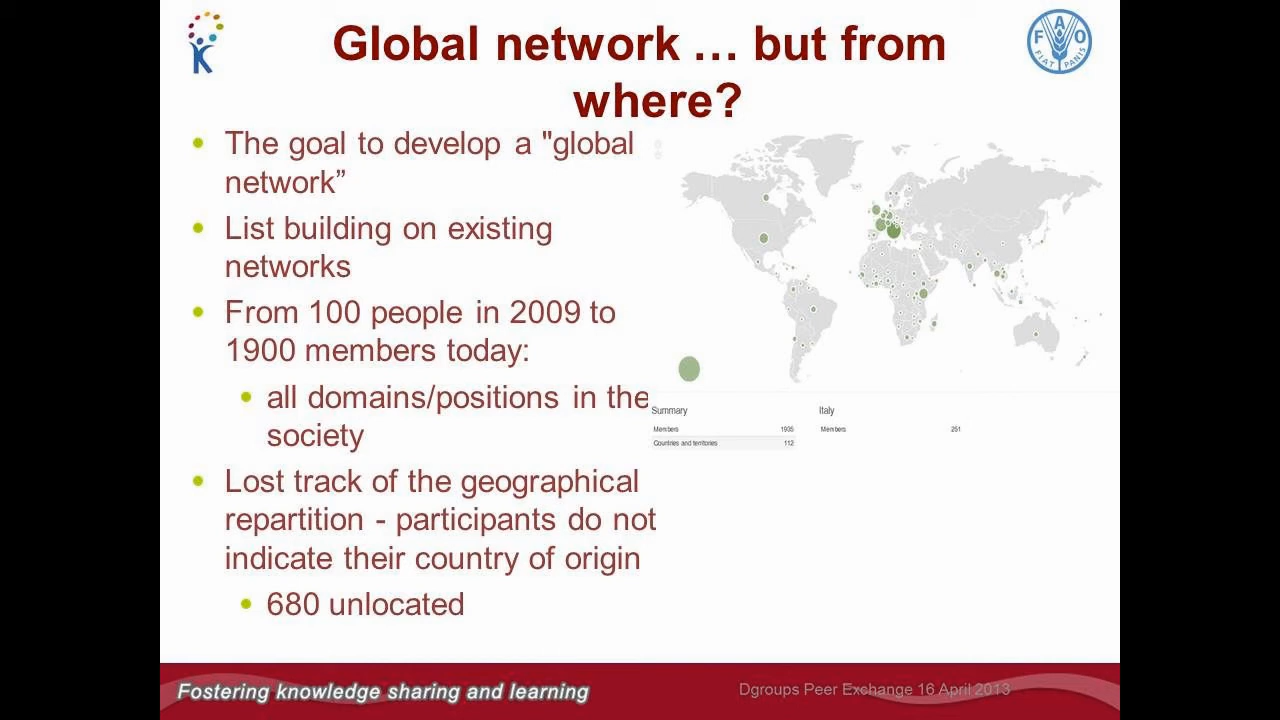 Global network … but from
where?
F A O
FIAT PANIS
The goal to develop a "global
network”
List building on existing
networks
From 100 people in 2009 to
1900 members today:
all domains/positions in the
society
Lost track of the geographical
repartition - participants do not
indicate their country of origin
680 unlocated
Summary
Members 1935
Countries and territories 112
Italy
Members 251
Fostering knowledge sharing and learning
Dgroups Peer Exchange 16 April 2013